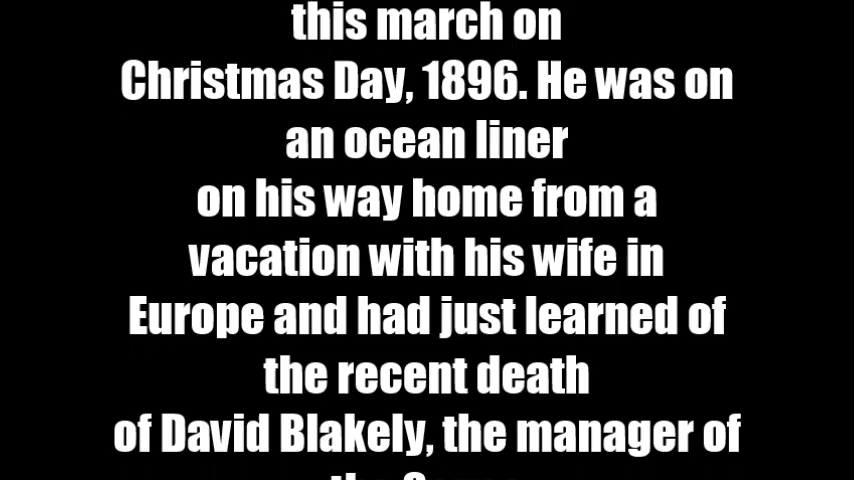 this march on
Christmas Day, 1896. He was on
an ocean liner
on his way home from a
vacation with his wife in
Europe and had just learned of
the recent death
of David Blakely, the manager of